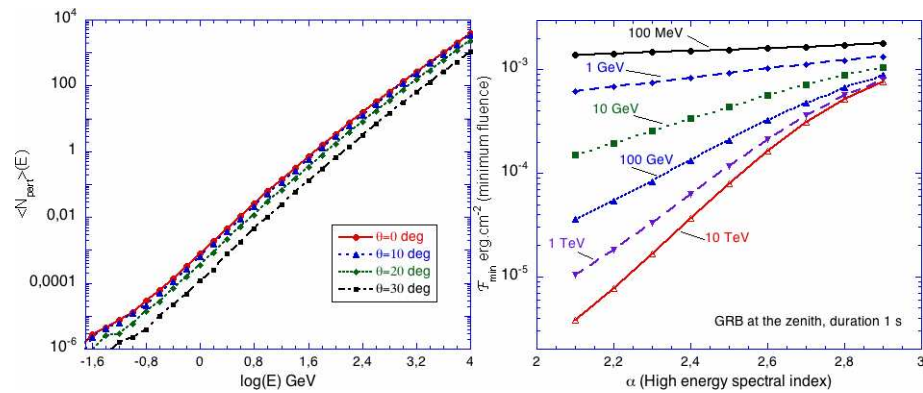 10⁴
100
1
0,01
0,0001
10⁻⁶
-1,6
-0,8
0
0,8
1,6
2,4
3,2
4
<N_part>(E)
log(E) GeV
θ=0 deg
θ=10 deg
θ=20 deg
θ=30 deg
10⁻³
10⁻⁴
10⁻⁵
2
2,2
2,4
2,6
2,8
3
ℱ_min erg.cm⁻² (minimum fluence)
α (High energy spectral index)
100 MeV
1 GeV
10 GeV
100 GeV
1 TeV
10 TeV
GRB at the zenith, duration 1 s